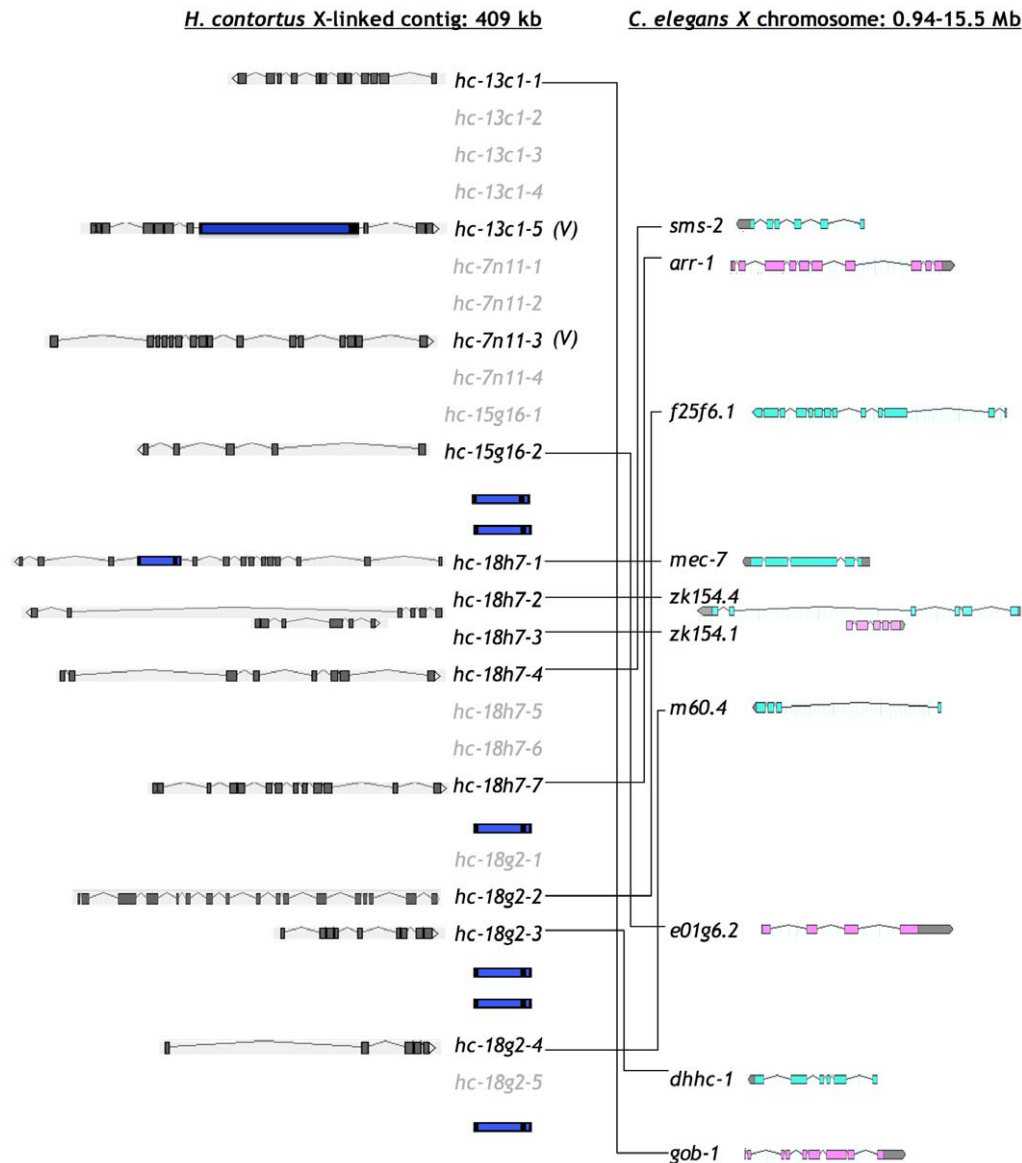 H. contortus X-linked contig: 409 kb
C. elegans X chromosome: 0.94-15.5 Mb
hc-13c1-1
hc-13c1-2
hc-13c1-3
hc-13c1-4
hc-13c1-5 (V)
hc-7n11-1
hc-7n11-2
hc-7n11-3 (V)
hc-7n11-4
hc-15g16-1
hc-15g16-2
hc-18h7-1
hc-18h7-2
hc-18h7-3
hc-18h7-4
hc-18h7-5
hc-18h7-6
hc-18h7-7
hc-18g2-1
hc-18g2-2
hc-18g2-3
hc-18g2-4
hc-18g2-5
sms-2
arr-1
f25f6.1
mec-7
zk154.4
zk154.1
m60.4
e01g6.2
dhhc-1
gob-1